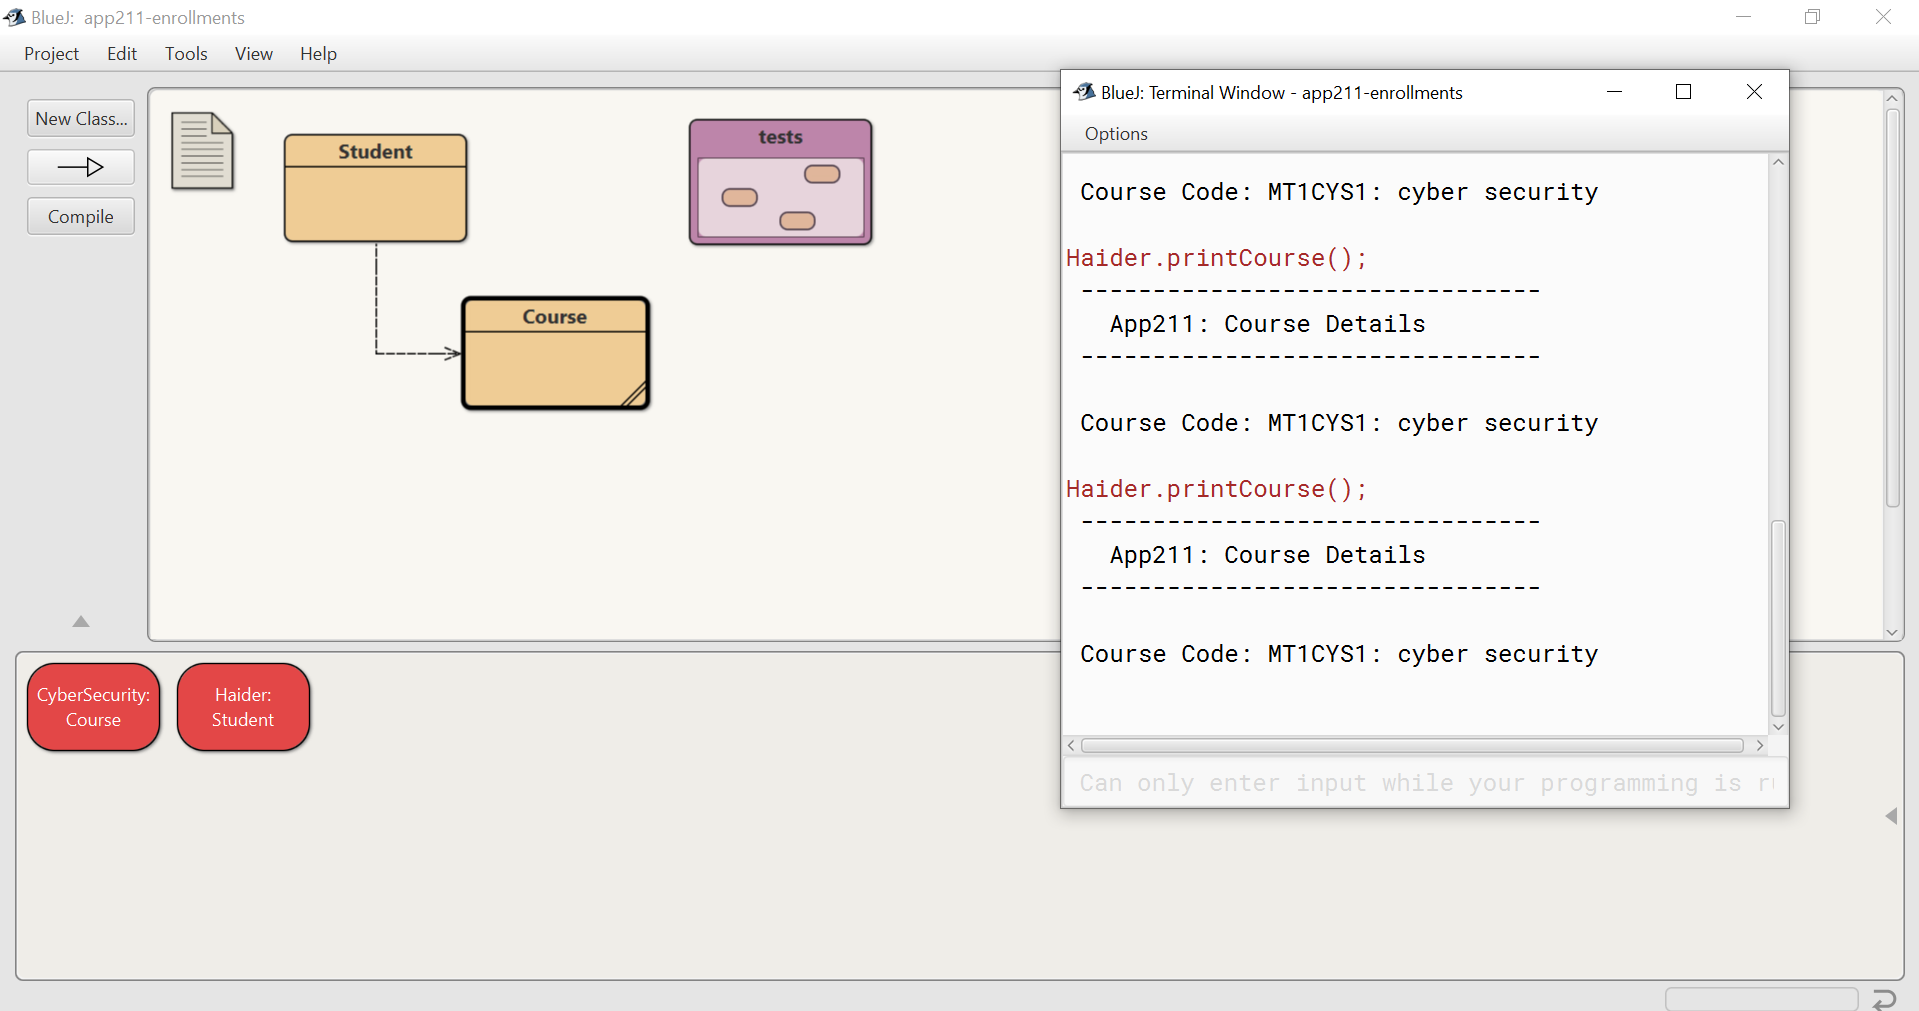 BlueJ: app211-enrollments
Project Edit Tools View Help
New Class...
Compile
Student
tests
Course
BlueJ: Terminal Window - app211-enrollments
Options
Course Code: MT1CYS1: cyber security
Haider.printCourse();
--------------------------------
App211: Course Details
--------------------------------
Course Code: MT1CYS1: cyber security
Haider.printCourse();
--------------------------------
App211: Course Details
--------------------------------
Course Code: MT1CYS1: cyber security
Can only enter input while your programming is
CyberSecurity:
Course
Haider:
Student